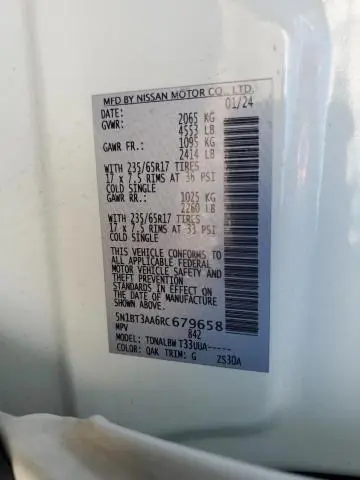 MFD BY NISSAN MOTOR CO., LTD.
DATE: 01/24
GVWR: 2065 KG
4553 LB
GAWR FR.: 1095 KG
2414 LB
WITH 235/65R17 TIRES
17 x 7.5 RIMS AT 36 PSI
COLD SINGLE
GAWR RR.: 1025 KG
2260 LB
WITH 235/65R17 TIRES
17 x 7.5 RIMS AT 33 PSI
COLD SINGLE
THIS VEHICLE CONFORMS TO
ALL APPLICABLE FEDERAL
MOTOR VEHICLE SAFETY
AND THEFT PREVENTION
STANDARDS IN EFFECT ON
THE DATE OF MANUFACTURE
SHOWN ABOVE.
5N1BT3AA6RC679658
MPV 842
MODEL: TDNALBW T33UUA-----
COLOR: QAK TRIM: G 2S3DA